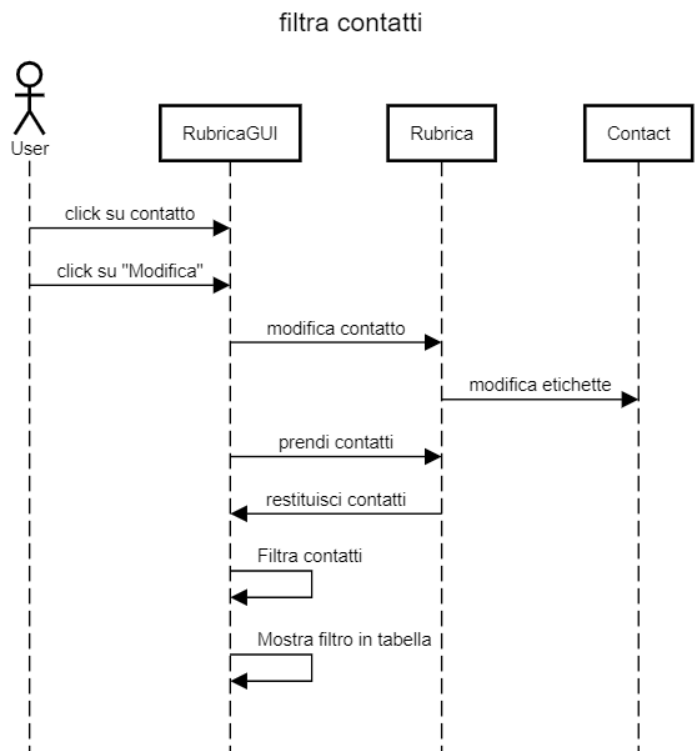 filtra contatti
User
RubricaGUI
Rubrica
Contact
click su contatto
click su "Modifica"
modifica contatto
modifica etichette
prendi contatti
restituisci contatti
Filtra contatti
Mostra filtro in tabella